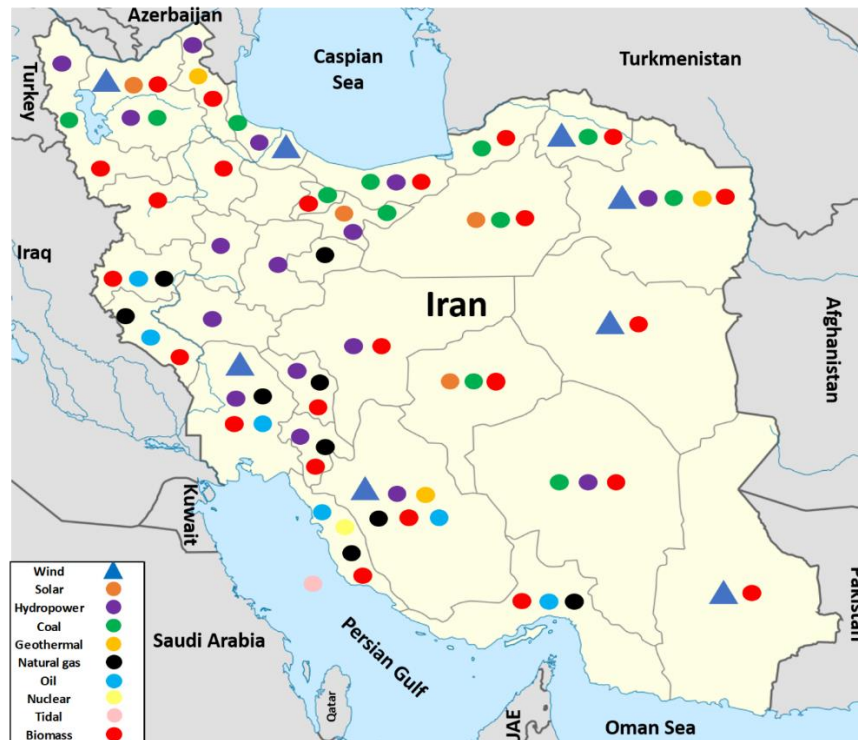 Azerbaijan
Turkey
Caspian
Sea
Turkmenistan
Iraq
Iran
Afghanistan
Kuwait
Pakistan
Saudi Arabia
Persian Gulf
Qatar
UAE
Oman Sea
Wind
Solar
Hydropower
Coal
Geothermal
Natural gas
Oil
Nuclear
Tidal
Biomass